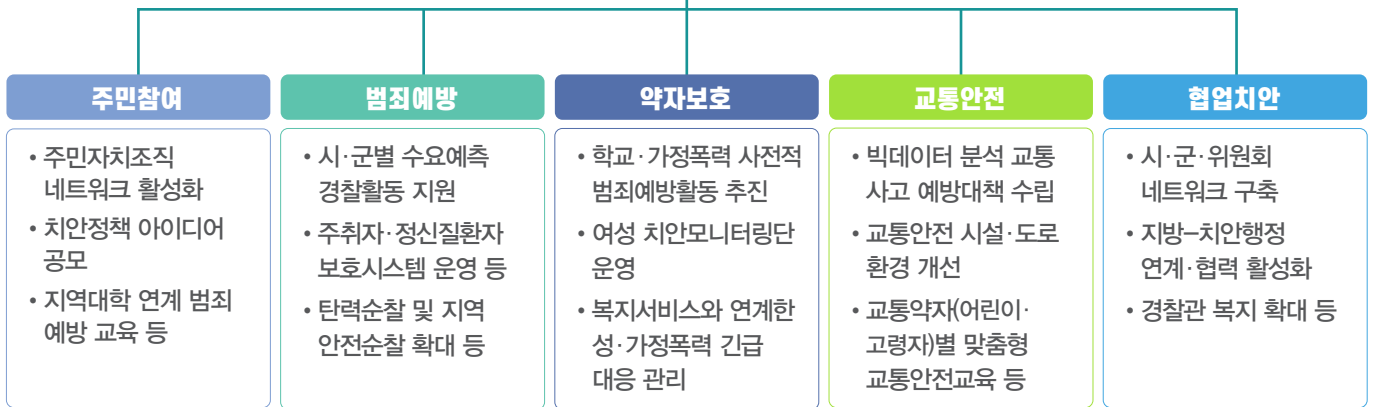 주민참여
• 주민자치조직
네트워크 활성화
• 치안정책 아이디어
공모
• 지역대학 연계 범죄
예방 교육 등
범죄예방
• 시·군별 수요예측
경찰활동 지원
• 주취자·정신질환자
보호시스템 운영 등
• 탄력순찰 및 지역
안전순찰 확대 등
약자보호
• 학교·가정폭력 사전적
범죄예방활동 추진
• 여성 치안모니터링단
운영
• 복지서비스와 연계한
성·가정폭력 긴급
대응 관리
교통안전
• 빅데이터 분석 교통
사고 예방대책 수립
• 교통안전 시설·도로
환경 개선
• 교통약자(어린이·
고령자)별 맞춤형
교통안전교육 등
협업치안
• 시·군·위원회
네트워크 구축
• 지방–치안행정
연계·협력 활성화
• 경찰관 복지 확대 등